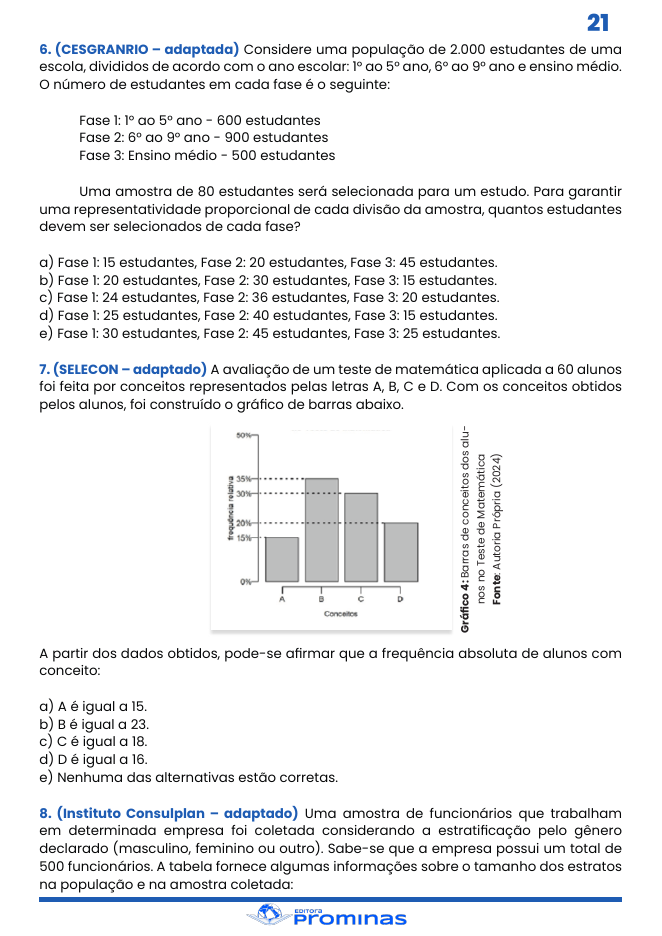 21
6. (CESGRANRIO – adaptada) Considere uma população de 2.000 estudantes de uma
escola, divididos de acordo com o ano escolar: 1º ao 5º ano, 6º ao 9º ano e ensino médio.
O número de estudantes em cada fase é o seguinte:
Fase 1: 1º ao 5º ano - 600 estudantes
Fase 2: 6º ao 9º ano - 900 estudantes
Fase 3: Ensino médio - 500 estudantes
Uma amostra de 80 estudantes será selecionada para um estudo. Para garantir
uma representatividade proporcional de cada divisão da amostra, quantos estudantes
devem ser selecionados de cada fase?
a) Fase 1: 15 estudantes, Fase 2: 20 estudantes, Fase 3: 45 estudantes.
b) Fase 1: 20 estudantes, Fase 2: 30 estudantes, Fase 3: 15 estudantes.
c) Fase 1: 24 estudantes, Fase 2: 36 estudantes, Fase 3: 20 estudantes.
d) Fase 1: 25 estudantes, Fase 2: 40 estudantes, Fase 3: 15 estudantes.
e) Fase 1: 30 estudantes, Fase 2: 45 estudantes, Fase 3: 25 estudantes.
7. (SELECON – adaptado) A avaliação de um teste de matemática aplicada a 60 alunos
foi feita por conceitos representados pelas letras A, B, C e D. Com os conceitos obtidos
pelos alunos, foi construído o gráfico de barras abaixo.
50%
35%
30%
20%
15%
0%
frequência relativa
A B C D
Conceitos
Gráfico 4: Barras de conceitos dos alu-
nos no Teste de Matemática
Fonte: Autoria Própria (2024)
A partir dos dados obtidos, pode-se afirmar que a frequência absoluta de alunos com
conceito:
a) A é igual a 15.
b) B é igual a 23.
c) C é igual a 18.
d) D é igual a 16.
e) Nenhuma das alternativas estão corretas.
8. (Instituto Consulplan – adaptado) Uma amostra de funcionários que trabalham
em determinada empresa foi coletada considerando a estratificação pelo gênero
declarado (masculino, feminino ou outro). Sabe-se que a empresa possui um total de
500 funcionários. A tabela fornece algumas informações sobre o tamanho dos estratos
na população e na amostra coletada:
EDITORA
Prominas